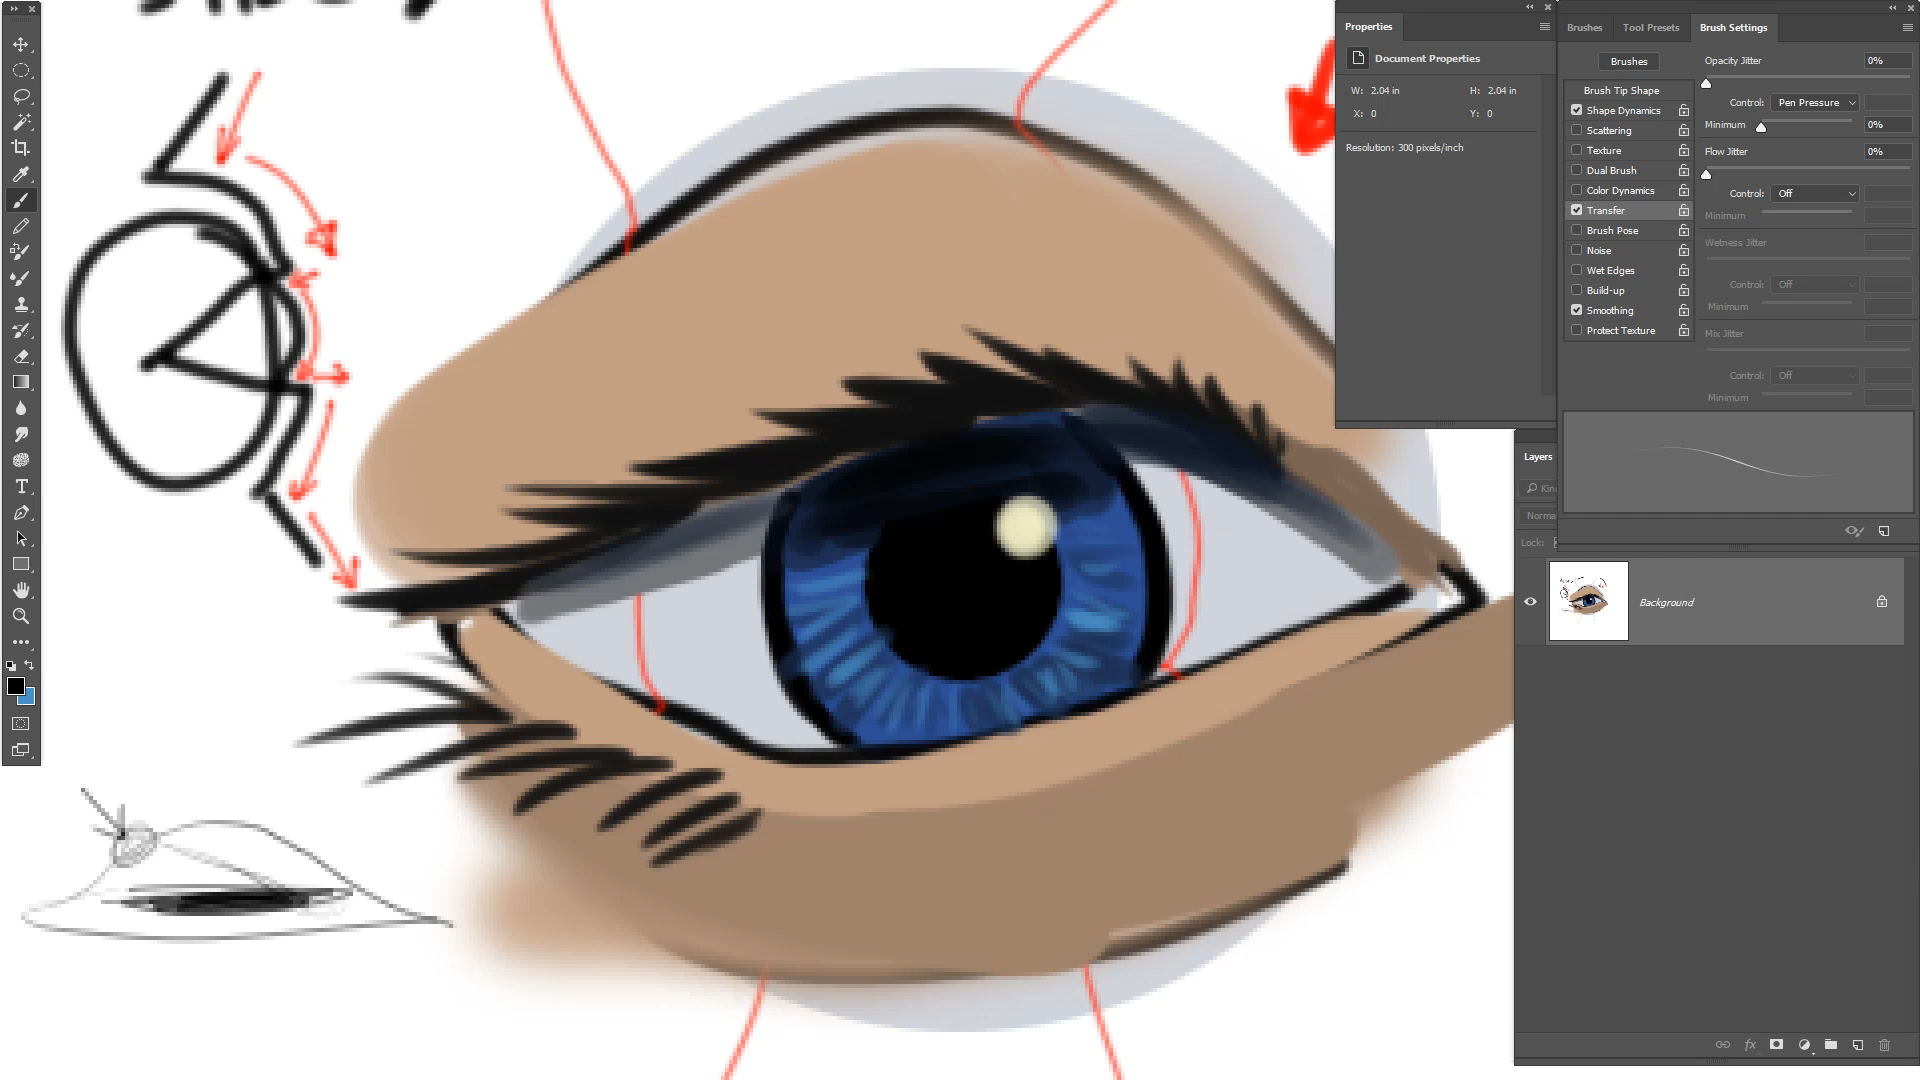 Properties
Document Properties
W: 2.04 in
H: 2.04 in
X: 0
Y: 0
Resolution: 300 pixels/inch
Brushes
Tool Presets
Brush Settings
Brushes
Brush Tip Shape
Shape Dynamics
Scattering
Texture
Dual Brush
Color Dynamics
Transfer
Brush Pose
Noise
Wet Edges
Build-up
Smoothing
Protect Texture
Opacity Jitter
0%
Control:
Pen Pressure
Minimum
0%
Flow Jitter
0%
Control:
Off
Minimum
Wetness Jitter
Control:
Off
Minimum
Mix Jitter
Control:
Off
Minimum
Layers
Lock:
Background
fx